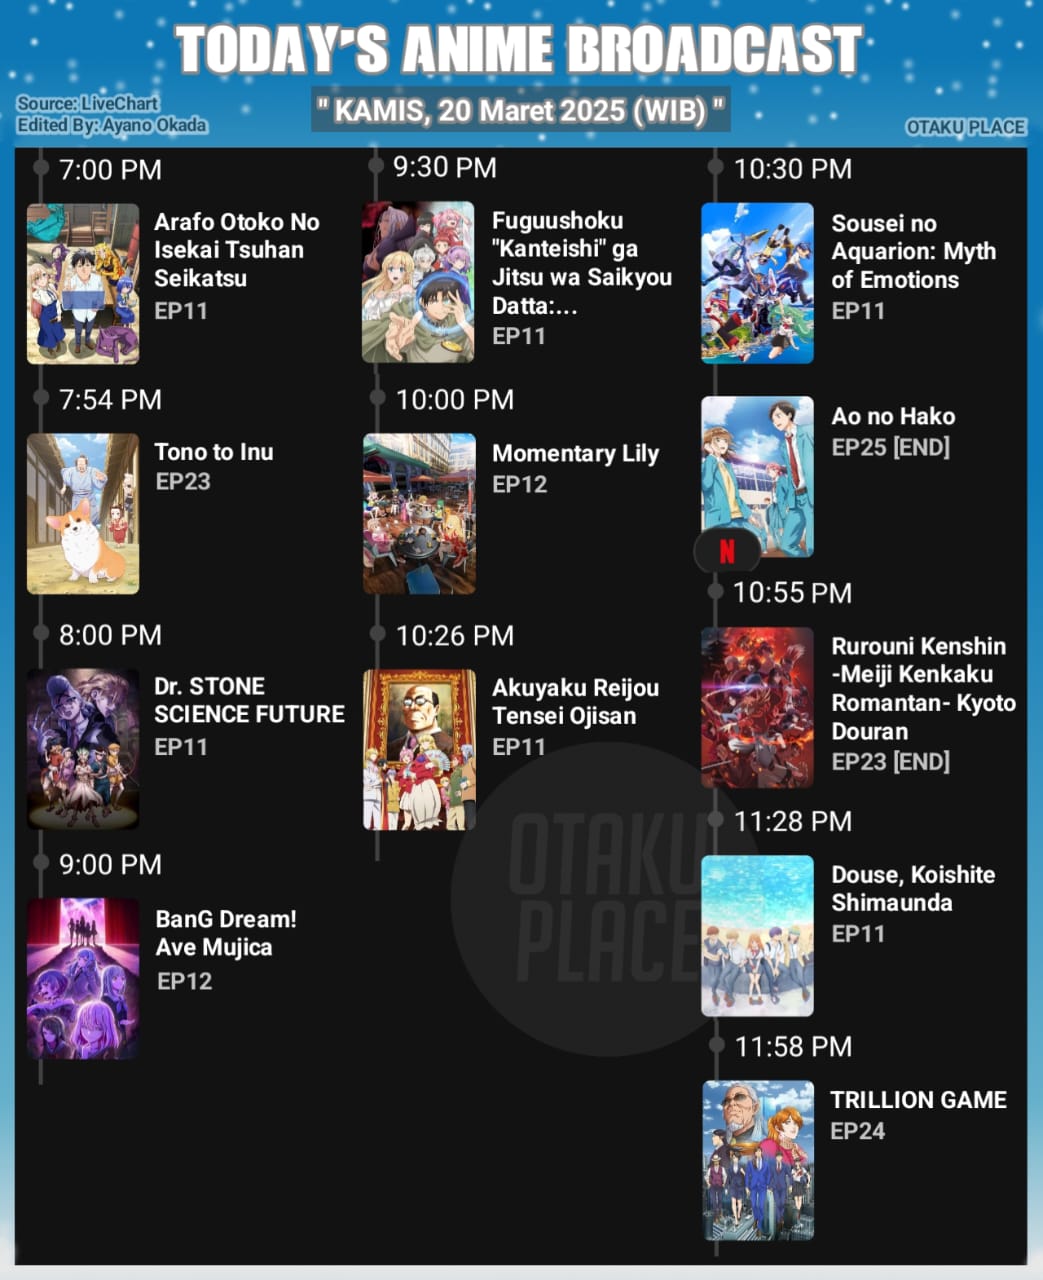 TODAY'S ANIME BROADCAST
Source: LiveChart
Edited By: Ayano Okada
" KAMIS, 20 Maret 2025 (WIB) "
OTAKU PLACE
7:00 PM
Arafo Otoko No
Isekai Tsuhan
Seikatsu
EP11
7:54 PM
Tono to Inu
EP23
8:00 PM
Dr. STONE
SCIENCE FUTURE
EP11
9:00 PM
BanG Dream!
Ave Mujica
EP12
9:30 PM
Fuguushoku
"Kanteishi" ga
Jitsu wa Saikyou
Datta:...
EP11
10:00 PM
Momentary Lily
EP12
10:26 PM
Akuyaku Reijou
Tensei Ojisan
EP11
OTAKU
PLACE
10:30 PM
Sousei no
Aquarion: Myth
of Emotions
EP11
Ao no Hako
EP25 [END]
N
10:55 PM
Rurouni Kenshin
-Meiji Kenkaku
Romantan- Kyoto
Douran
EP23 [END]
11:28 PM
Douse, Koishite
Shimaunda
EP11
11:58 PM
TRILLION GAME
EP24